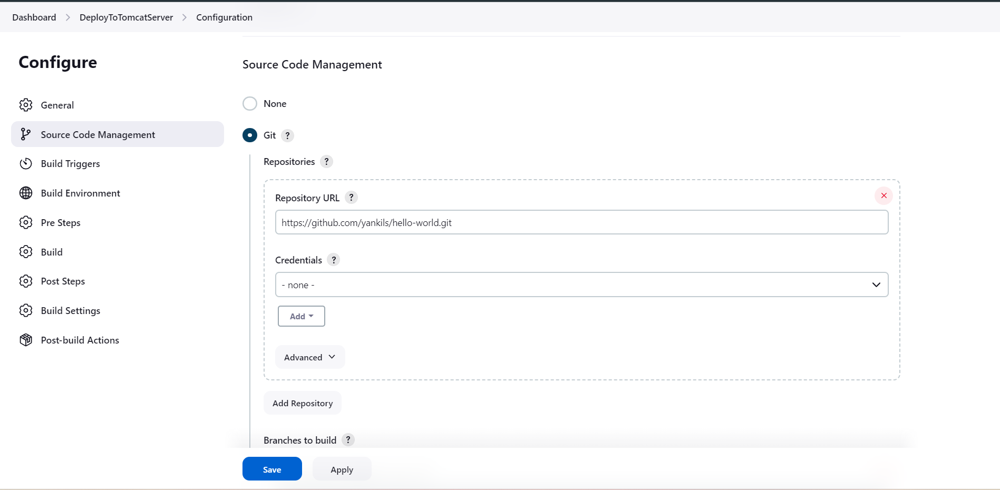 Dashboard > DeployToTomcatServer > Configuration
Configure
General
Source Code Management
Build Triggers
Build Environment
Pre Steps
Build
Post Steps
Build Settings
Post-build Actions
Source Code Management
None
Git ?
Repositories ?
Repository URL ?
https://github.com/yankils/hello-world.git
Credentials ?
- none -
Add
Advanced
Add Repository
Branches to build ?
Save Apply